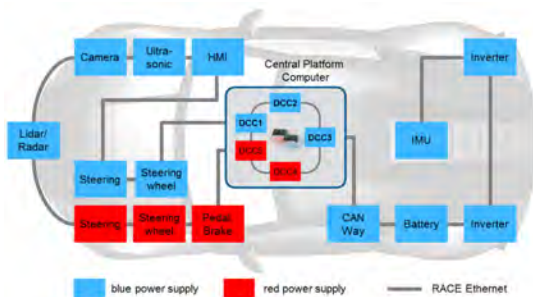 Camera
Ultra-
sonic
HMI
Central Platform
Computer
Inverter
DCC2
DCC1
DCC3
Lidar/
Radar
IMU
Steering
Steering
wheel
Steering
Steering
wheel
Pedal,
Brake
CAN
Way
Battery
Inverter
blue power supply
red power supply
RACE Ethernet